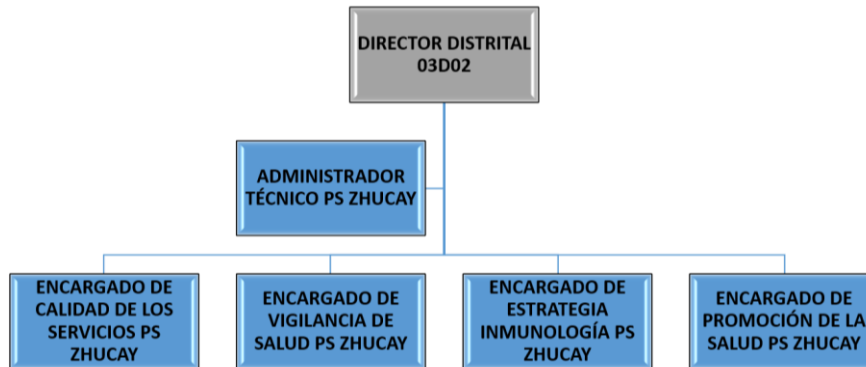 DIRECTOR DISTRITAL
03D02
ADMINISTRADOR
TÉCNICO PS ZHUCAY
ENCARGADO DE
CALIDAD DE LOS
SERVICIOS PS
ZHUCAY
ENCARGADO DE
VIGILANCIA DE
SALUD PS ZHUCAY
ENCARGADO DE
ESTRATEGIA
INMUNOLOGÍA PS
ZHUCAY
ENCARGADO DE
PROMOCIÓN DE LA
SALUD PS ZHUCAY